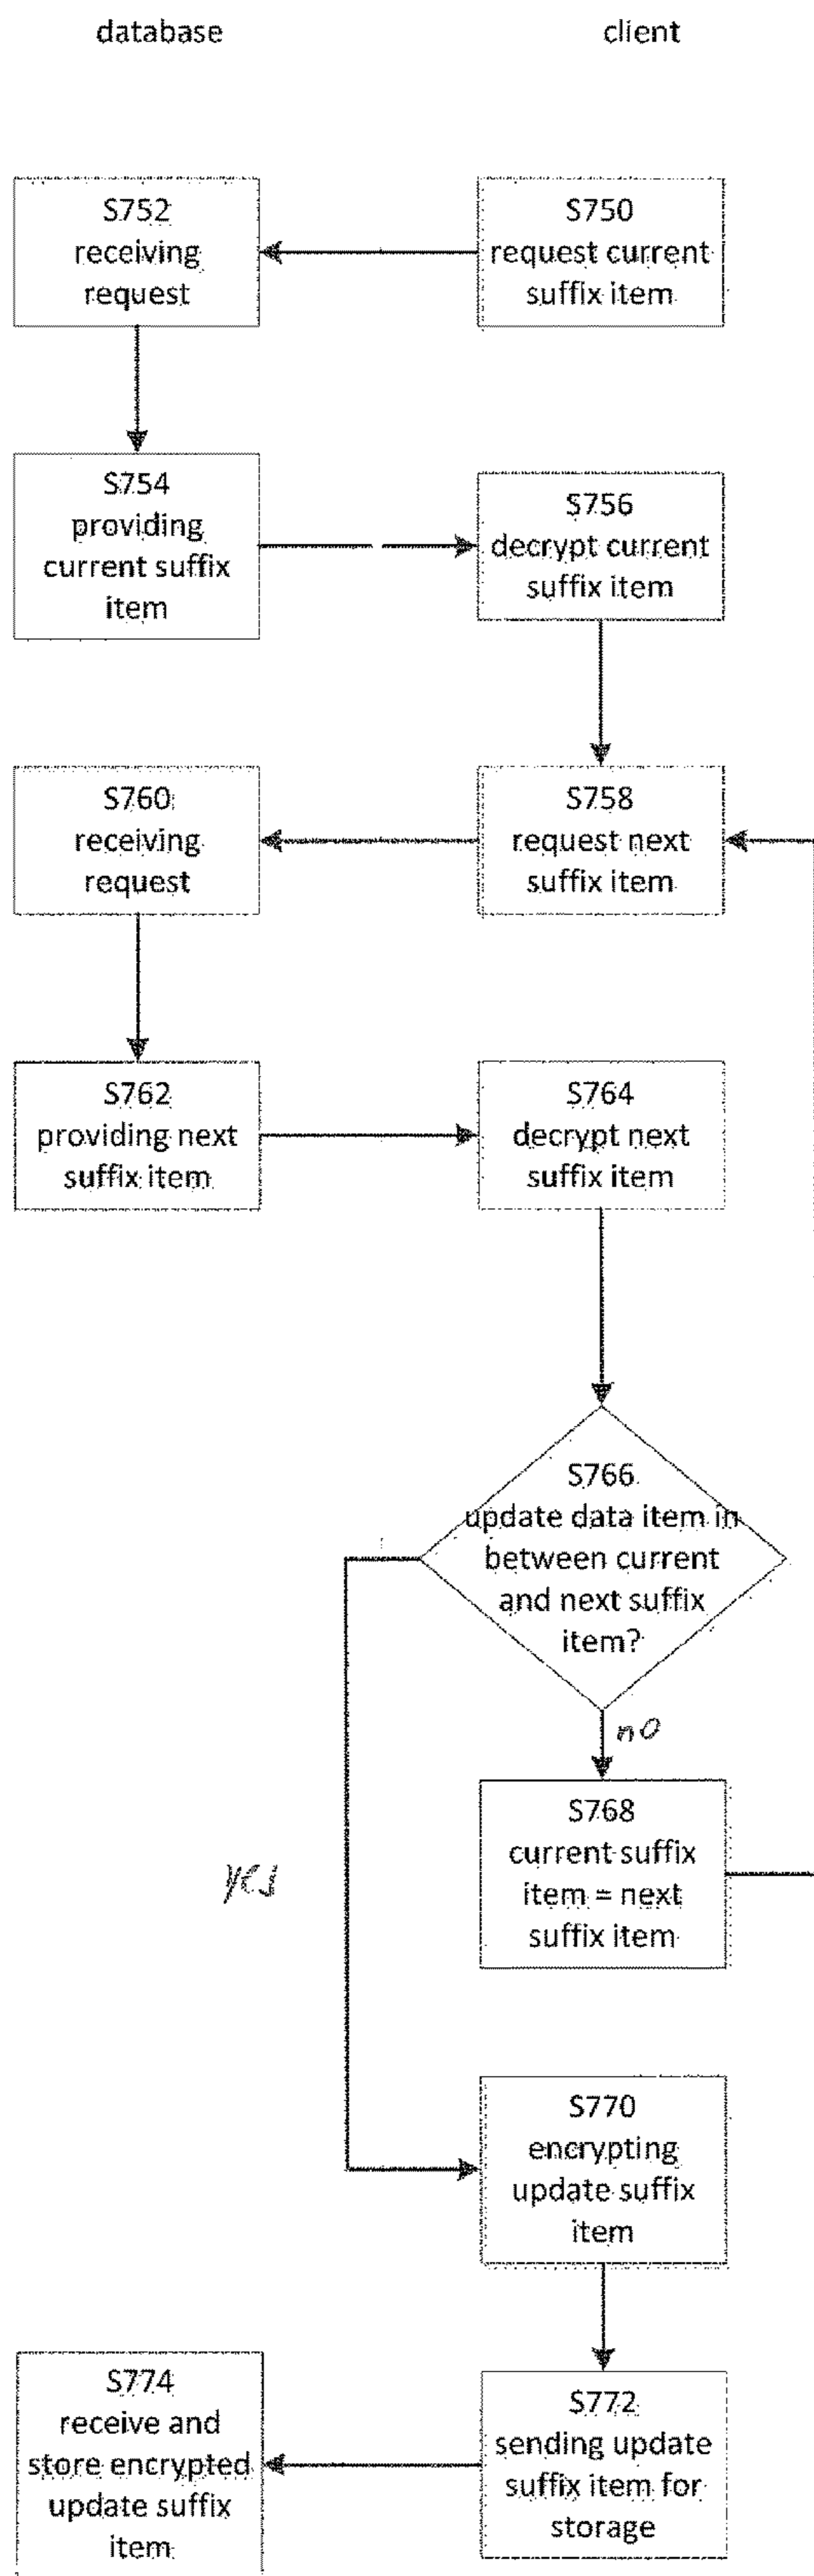 database
client
S752
receiving
request
S750
request current
suffix item
S754
providing
current suffix
item
S756
decrypt current
suffix item
S760
receiving
request
S758
request next
suffix item
S762
providing next
suffix item
S764
decrypt next
suffix item
S766
update data item in
between current
and next suffix
item?
no
S768
current suffix
item = next
suffix item
yes
S770
encrypting
update suffix
item
S774
receive and
store encrypted
update suffix
item
S772
sending update
suffix item for
storage